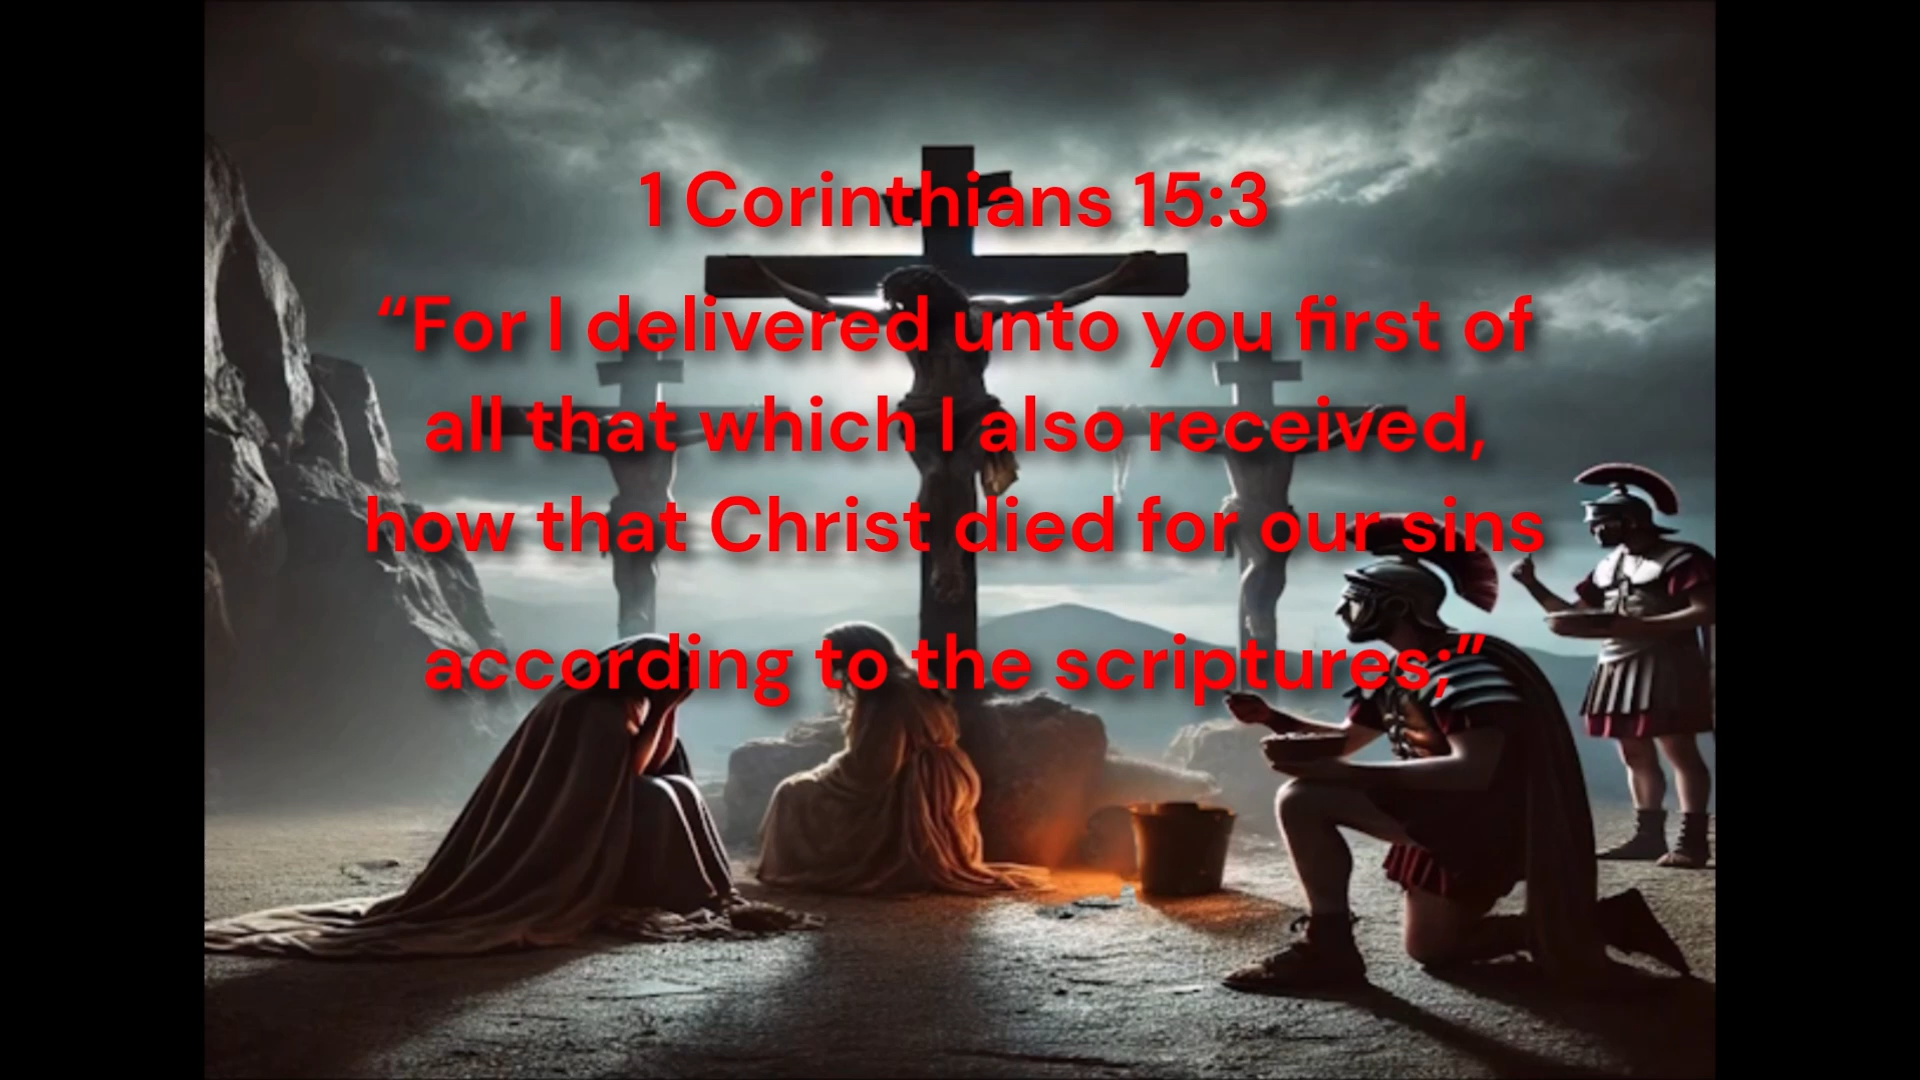 1 Corinthians 15:3
“For I delivered unto you first of
all that which I also received,
how that Christ died for our sins
according to the scriptures;”